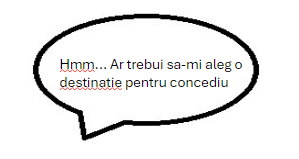 Hmm... Ar trebui sa-mi aleg o
destinatie pentru concediu